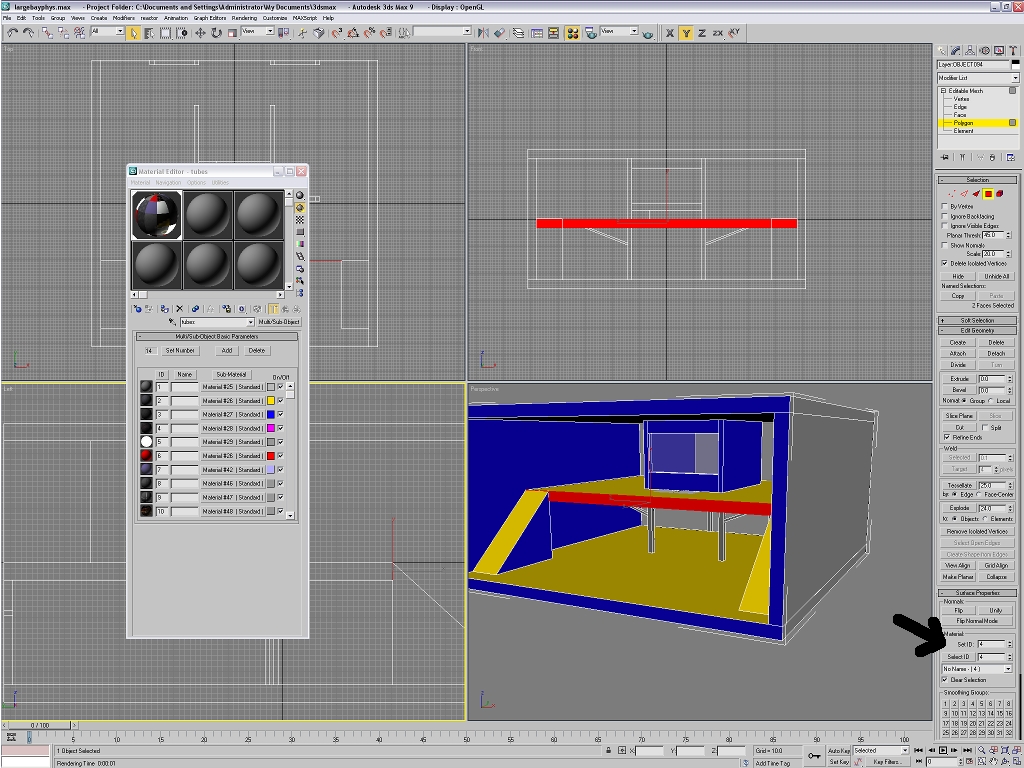 largebayphys.max - Project Folder: C:\Documents and Settings\Administrator\My Documents\3dsmax - Autodesk 3ds Max 9 - Display : OpenGL
File Edit Tools Group Views Create Modifiers reactor Animation Graph Editors Rendering Customize MAXScript Help
All View View X Y Z ZX XY
Top
Front
Left
Perspective
Material Editor - tubes
Material Navigation Options Utilities
tubes Multi/Sub-Object
Multi/Sub-Object Basic Parameters
14 Set Number Add Delete
ID Name Sub-Material On/Off
1 Material #25 ( Standard )
2 Material #26 ( Standard )
3 Material #27 ( Standard )
4 Material #28 ( Standard )
5 Material #29 ( Standard )
6 Material #26 ( Standard )
7 Material #42 ( Standard )
8 Material #46 ( Standard )
9 Material #47 ( Standard )
10 Material #48 ( Standard )
Layer:OBJECT094
Modifier List
Editable Mesh
Vertex
Edge
Face
Polygon
Element
Selection
By Vertex
Ignore Backfacing
Ignore Visible Edges
Planar Thresh: 45.0
Show Normals
Scale: 20.0
Delete Isolated Vertices
Hide Unhide All
Named Selections:
Copy Paste
2 Faces Selected
Soft Selection
Edit Geometry
Create Delete
Attach Detach
Divide Turn
Extrude 0.0
Bevel 0.0
Normal: Group Local
Slice Plane Slice
Cut Split
Refine Ends
Weld
Selected 0.1
Target 4 pixels
Tessellate 25.0
by: Edge Face-Center
Explode 24.0
to: Objects Elements
Remove Isolated Vertices
Select Open Edges
Create Shape from Edges
View Align Grid Align
Make Planar Collapse
Surface Properties
Normals:
Flip Unify
Flip Normal Mode
Material:
Set ID: 4
Select ID 4
No Name - ( 4 )
Clear Selection
Smoothing Groups:
1 2 3 4 5 6 7 8
9 10 11 12 13 14 15 16
17 18 19 20 21 22 23 24
25 26 27 28 29 30 31 32
0 / 100
0 5 10 15 20 25 30 35 40 45 50 55 60 65 70 75 80 85 90 95 100
1 Object Selected X: Y: Z: Grid = 10.0 Auto Key Selected
Rendering Time 0:00:01 Add Time Tag Set Key Key Filters... 0